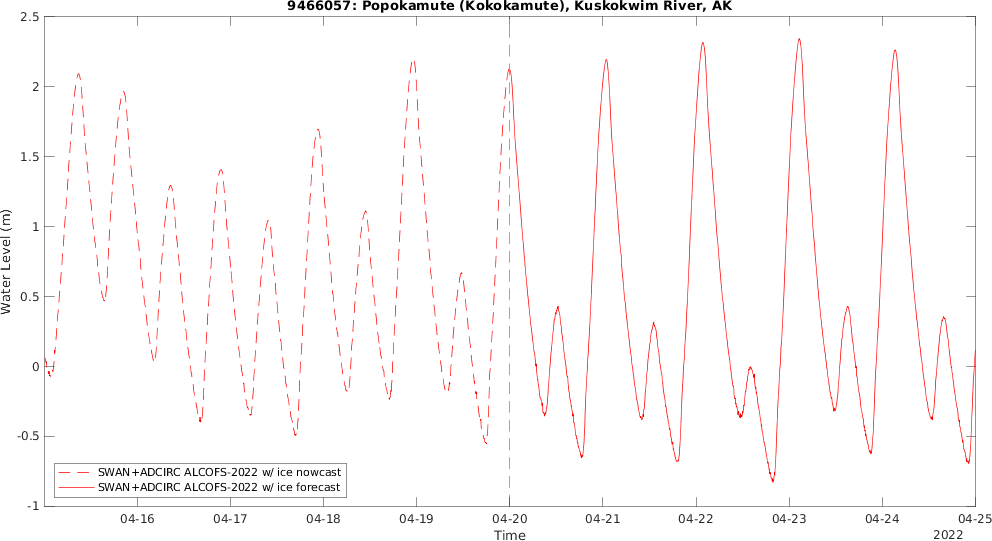 9466057: Popokamute (Kokokamute), Kuskokwim River, AK
2.5
2
1.5
1
0.5
0
-0.5
-1
Water Level (m)
SWAN+ADCIRC ALCOFS-2022 w/ ice nowcast
SWAN+ADCIRC ALCOFS-2022 w/ ice forecast
04-16 04-17 04-18 04-19 04-20 04-21 04-22 04-23 04-24 04-25
Time
2022